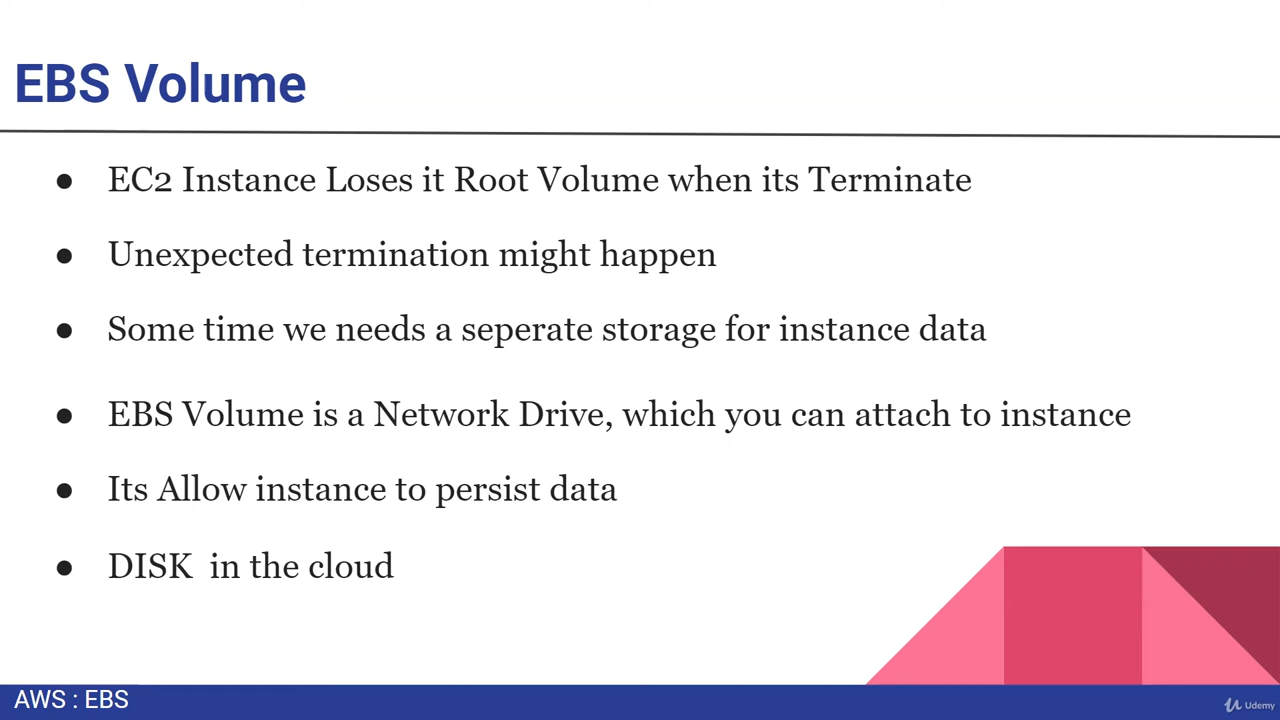 EBS Volume
● EC2 Instance Loses it Root Volume when its Terminate
● Unexpected termination might happen
● Some time we needs a seperate storage for instance data
● EBS Volume is a Network Drive, which you can attach to instance
● Its Allow instance to persist data
● DISK in the cloud
AWS : EBS
Udemy